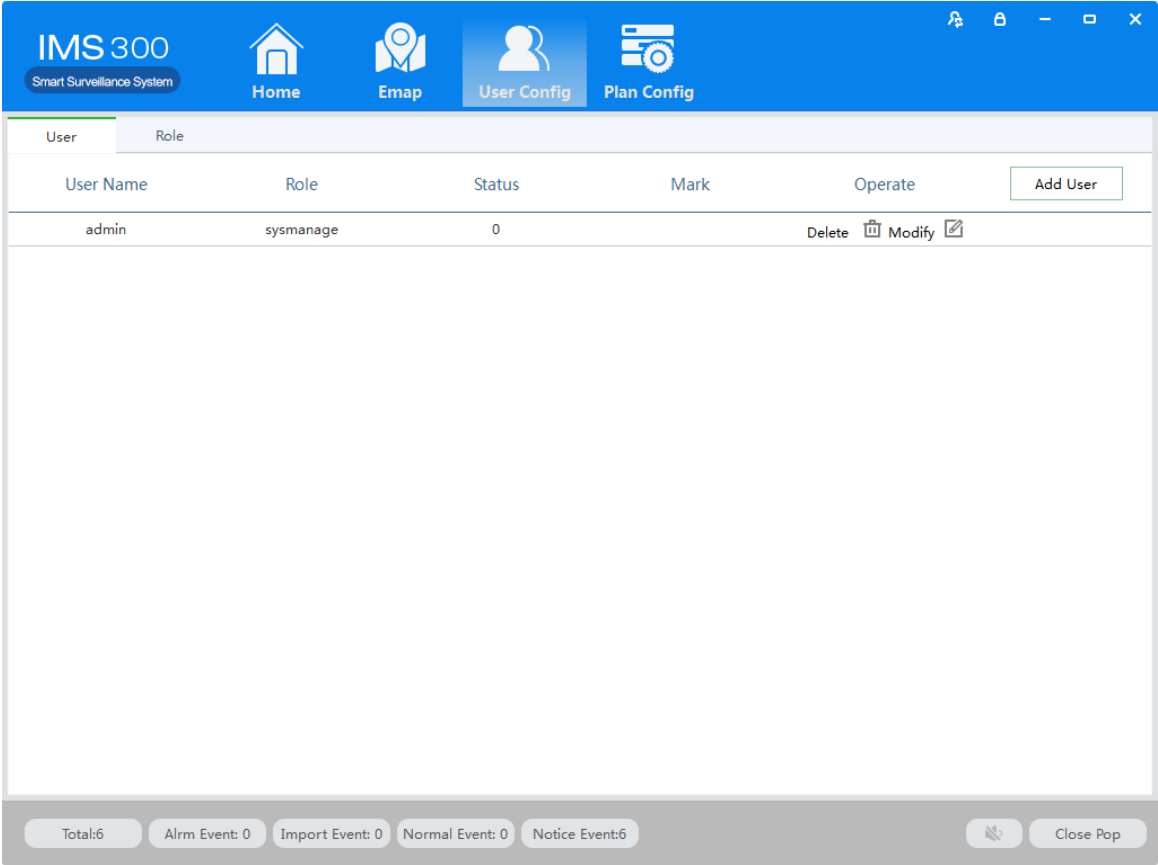 IMS 300
Smart Surveillance System
Home Emap User Config Plan Config
User Role
User Name Role Status Mark Operate Add User
admin sysmanage 0 Delete Modify
Total:6 Alrm Event: 0 Import Event: 0 Normal Event: 0 Notice Event:6 Close Pop